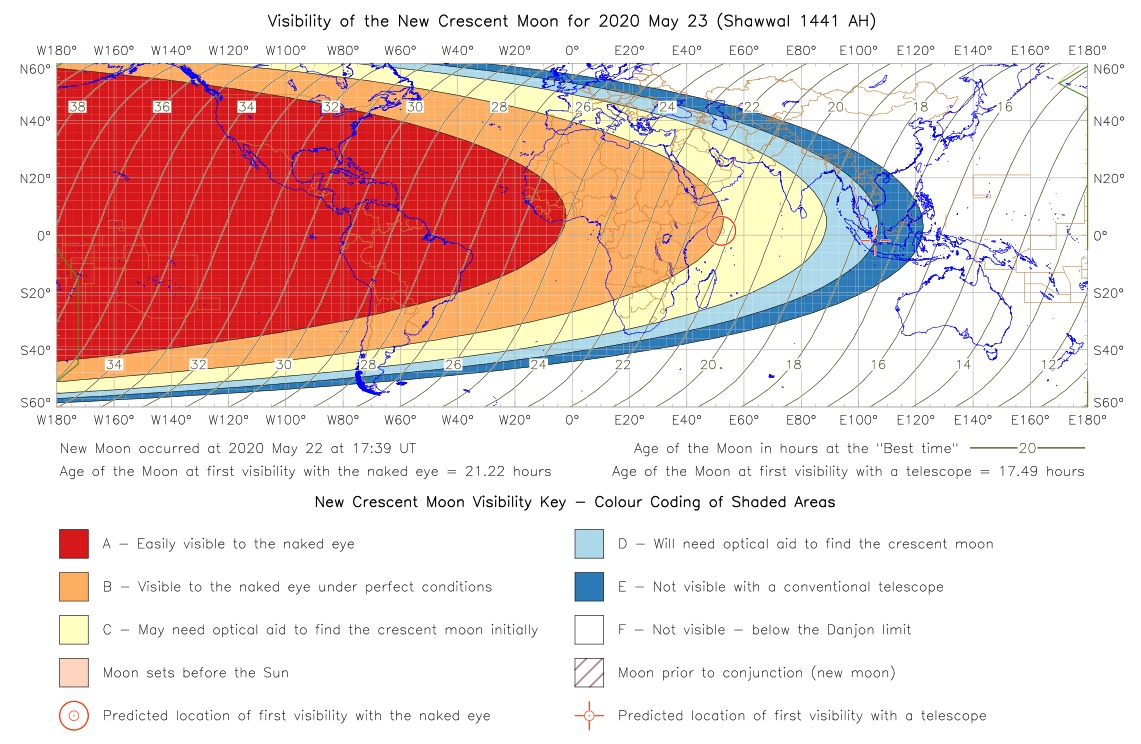 Visibility of the New Crescent Moon for 2020 May 23 (Shawwal 1441 AH)
W180° W160° W140° W120° W100° W80° W60° W40° W20° 0° E20° E40° E60° E80° E100° E120° E140° E160° E180°
N60° N60°
38 36 34 32 30 28 26 24 22 20 18 16
N40° N40°
N20° N20°
0° 0°
S20° S20°
S40° S40°
34 32 30 28 26 24 22 20 18 16 14 12
S60° S60°
W180° W160° W140° W120° W100° W80° W60° W40° W20° 0° E20° E40° E60° E80° E100° E120° E140° E160° E180°
New Moon occurred at 2020 May 22 at 17:39 UT
Age of the Moon in hours at the "Best time" 20
Age of the Moon at first visibility with the naked eye = 21.22 hours
Age of the Moon at first visibility with a telescope = 17.49 hours
New Crescent Moon Visibility Key – Colour Coding of Shaded Areas
A – Easily visible to the naked eye
D – Will need optical aid to find the crescent moon
B – Visible to the naked eye under perfect conditions
E – Not visible with a conventional telescope
C – May need optical aid to find the crescent moon initially
F – Not visible – below the Danjon limit
Moon sets before the Sun
Moon prior to conjunction (new moon)
Predicted location of first visibility with the naked eye
Predicted location of first visibility with a telescope